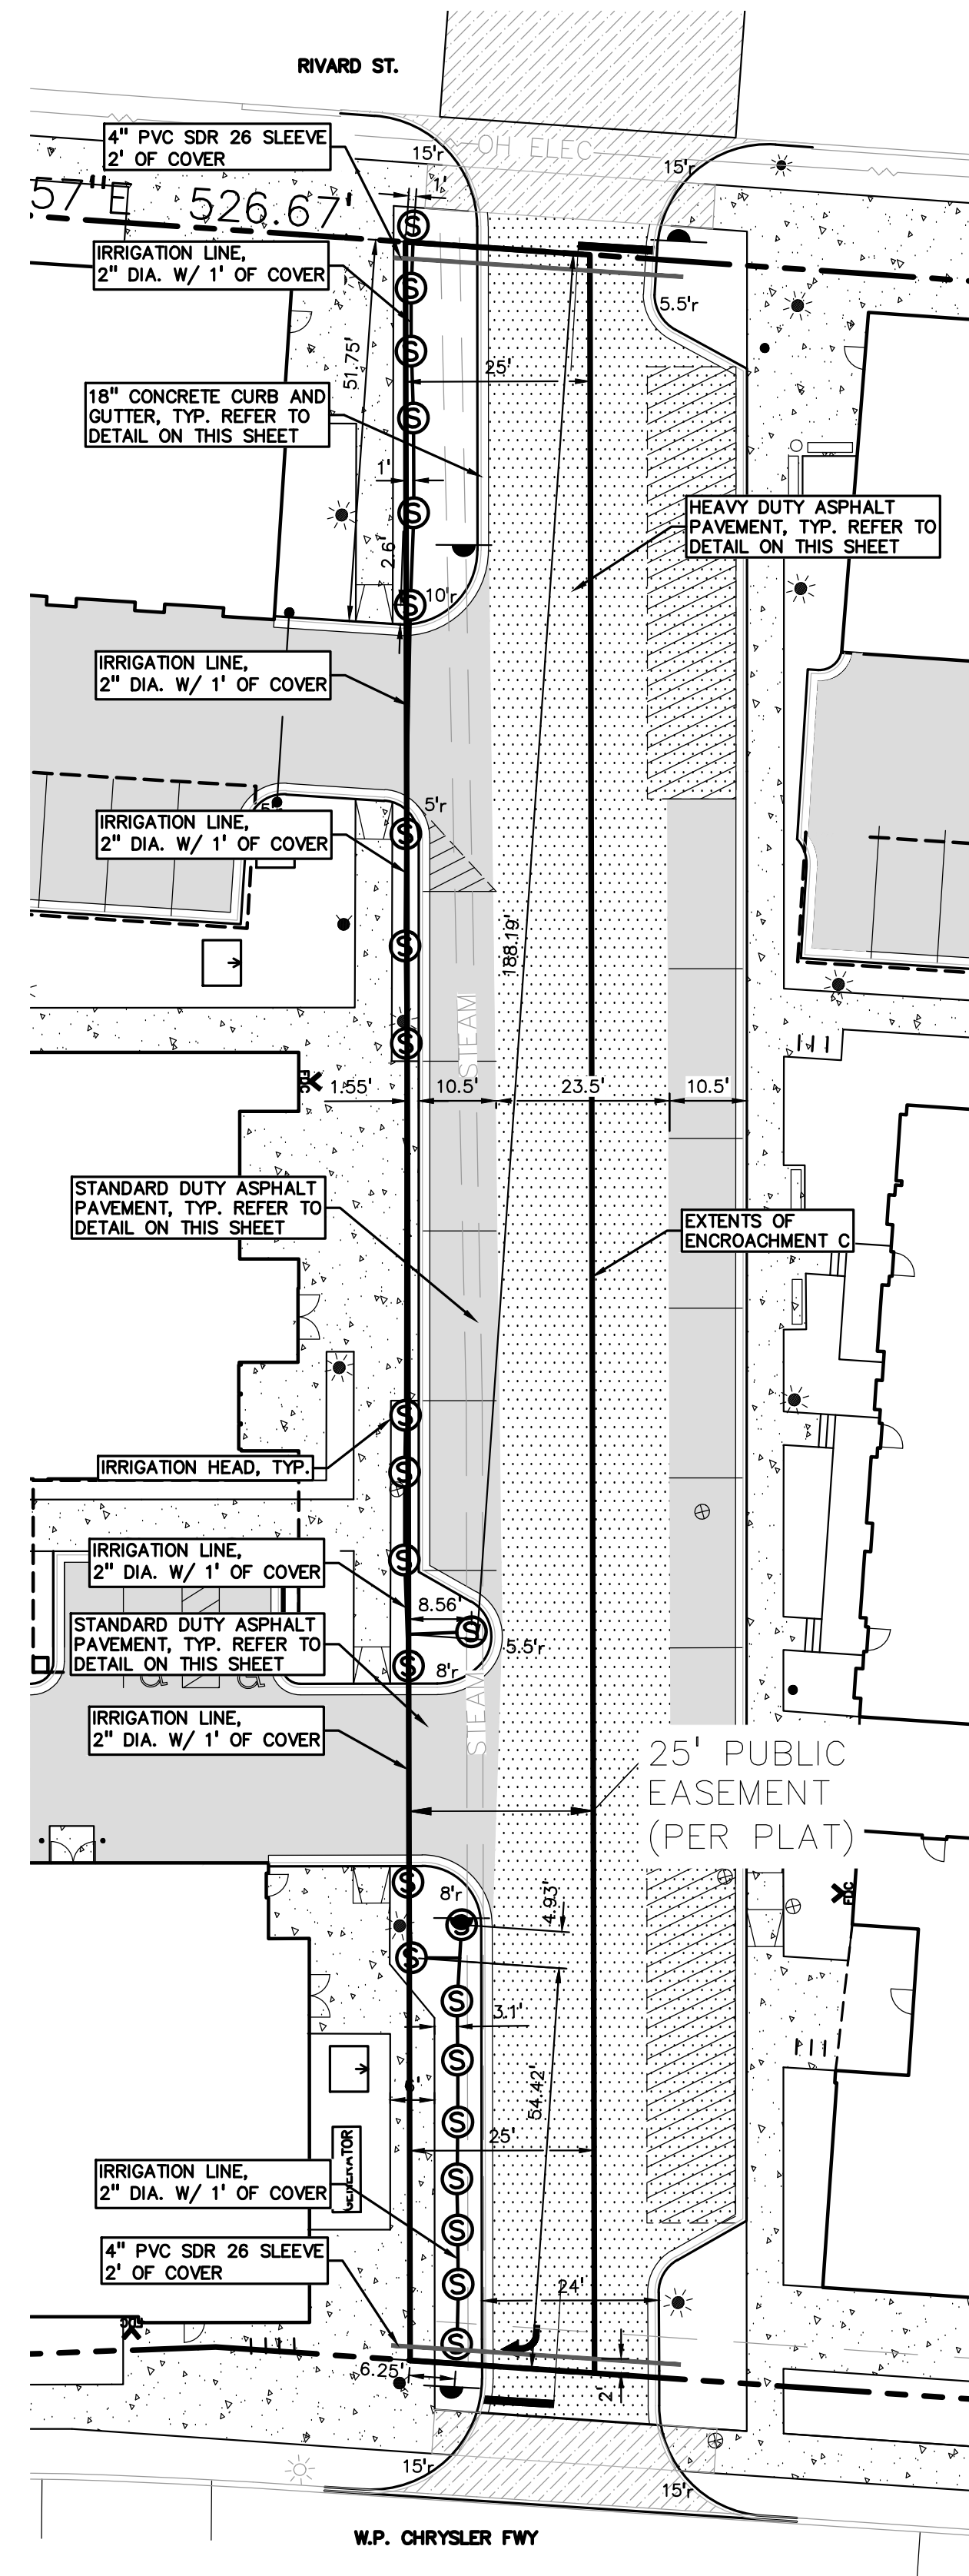 RIVARD ST.
4" PVC SDR 26 SLEEVE
2' OF COVER
15'r
OH ELEC
15'r
1'
57"E 526.67'
IRRIGATION LINE,
2" DIA. W/ 1' OF COVER
5.5'r
51.75'
25'
18" CONCRETE CURB AND
GUTTER, TYP. REFER TO
DETAIL ON THIS SHEET
1'
HEAVY DUTY ASPHALT
PAVEMENT, TYP. REFER TO
DETAIL ON THIS SHEET
2.6'
10'r
IRRIGATION LINE,
2" DIA. W/ 1' OF COVER
5'r
IRRIGATION LINE,
2" DIA. W/ 1' OF COVER
188.19'
STEAM
FDC
1.55'
10.5'
23.5'
10.5'
STANDARD DUTY ASPHALT
PAVEMENT, TYP. REFER TO
DETAIL ON THIS SHEET
EXTENTS OF
ENCROACHMENT C
IRRIGATION HEAD, TYP.
IRRIGATION LINE,
2" DIA. W/ 1' OF COVER
8.56'
STANDARD DUTY ASPHALT
PAVEMENT, TYP. REFER TO
DETAIL ON THIS SHEET
5.5'r
8'r
STEAM
IRRIGATION LINE,
2" DIA. W/ 1' OF COVER
25' PUBLIC
EASEMENT
(PER PLAT)
8'r
4.93'
FDC
3.1'
54.42'
6'
25'
GENERATOR
IRRIGATION LINE,
2" DIA. W/ 1' OF COVER
4" PVC SDR 26 SLEEVE
2' OF COVER
24'
FDC
6.25'
2'
15'r
15'r
W.P. CHRYSLER FWY